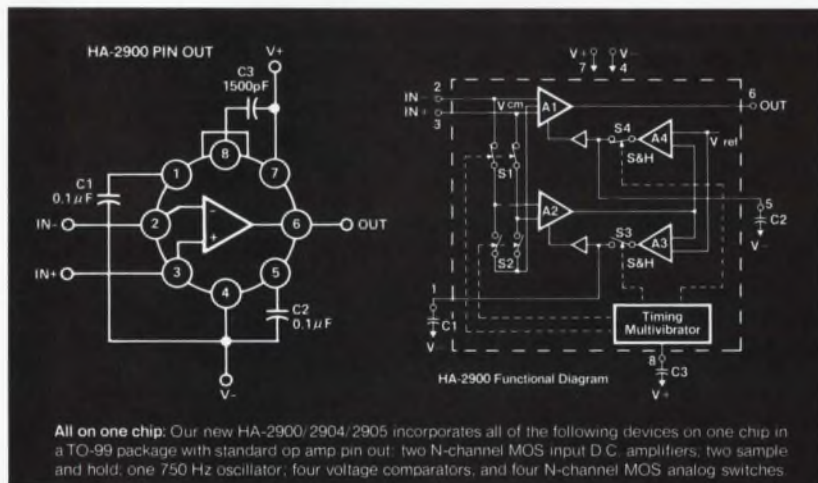 HA-2900 PIN OUT
V+
C3
1500pF
8
1
7
C1
0.1µF
IN-
2
-
+
6
OUT
IN+
3
5
4
C2
0.1µF
V-
V+ V-
7 4
2
IN-
IN+
3
Vcm
A1
6
OUT
S4
A4
V ref
S&H
S1
A2
5
C2
V-
S3
A3
S&H
S2
1
C1
V-
Timing
Multivibrator
8
C3
V+
HA-2900 Functional Diagram
All on one chip: Our new HA-2900/2904/2905 incorporates all of the following devices on one chip in
a TO-99 package with standard op amp pin out: two N-channel MOS input D.C. amplifiers; two sample
and hold; one 750 Hz oscillator; four voltage comparators, and four N-channel MOS analog switches.